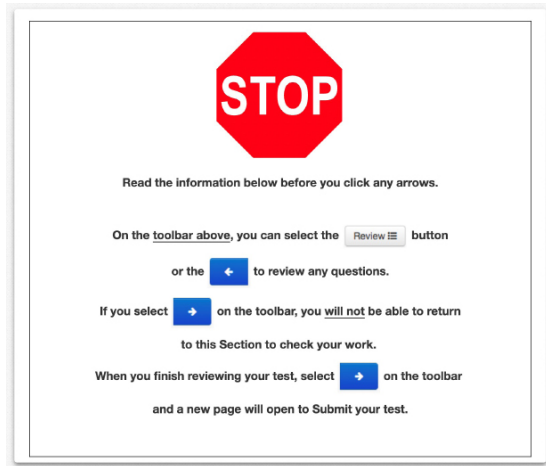 STOP
Read the information below before you click any arrows.
On the toolbar above, you can select the Review button
or the ← to review any questions.
If you select → on the toolbar, you will not be able to return
to this Section to check your work.
When you finish reviewing your test, select → on the toolbar
and a new page will open to Submit your test.